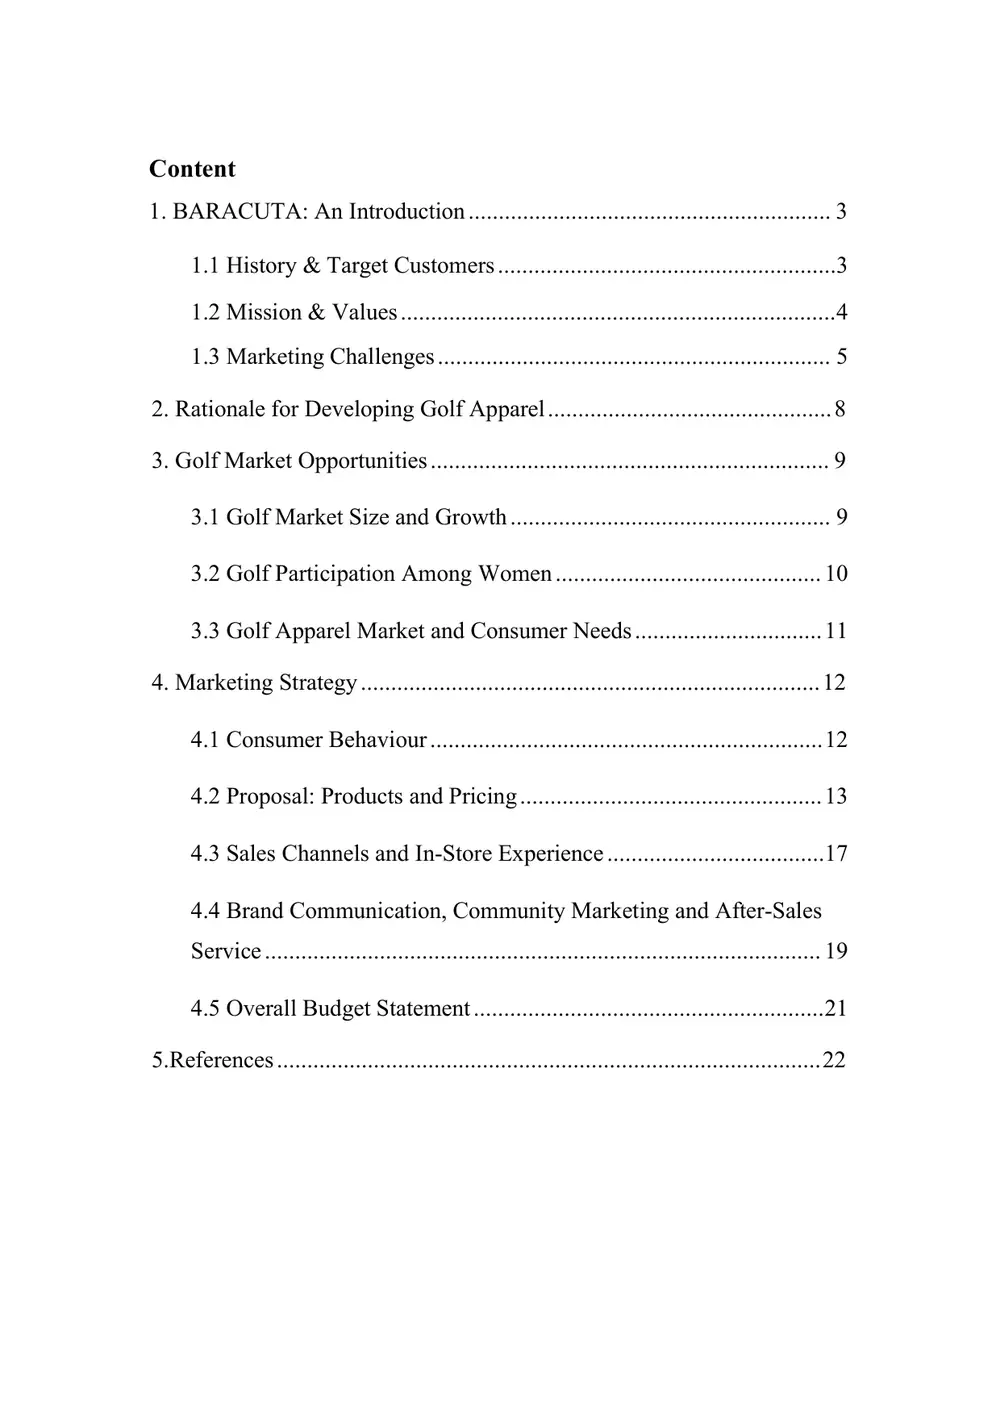 Content
1. BARACUTA: An Introduction ............................................................ 3
1.1 History & Target Customers ........................................................3
1.2 Mission & Values ........................................................................4
1.3 Marketing Challenges ................................................................. 5
2. Rationale for Developing Golf Apparel ...............................................8
3. Golf Market Opportunities .................................................................. 9
3.1 Golf Market Size and Growth ..................................................... 9
3.2 Golf Participation Among Women ............................................ 10
3.3 Golf Apparel Market and Consumer Needs ............................... 11
4. Marketing Strategy ............................................................................ 12
4.1 Consumer Behaviour ................................................................. 12
4.2 Proposal: Products and Pricing .................................................. 13
4.3 Sales Channels and In-Store Experience ....................................17
4.4 Brand Communication, Community Marketing and After-Sales
Service ............................................................................................ 19
4.5 Overall Budget Statement ..........................................................21
5.References ..........................................................................................22